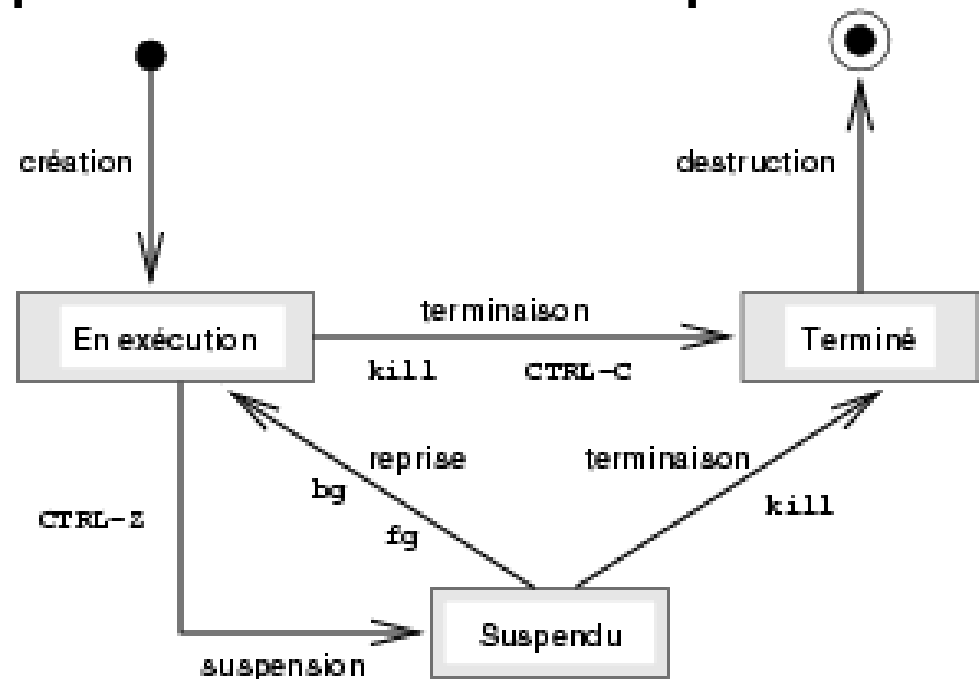 création
destruction
En exécution
terminaison
kill
CTRL-C
Terminé
reprise
bg
fg
terminaison
kill
CTRL-Z
suspension
Suspendu